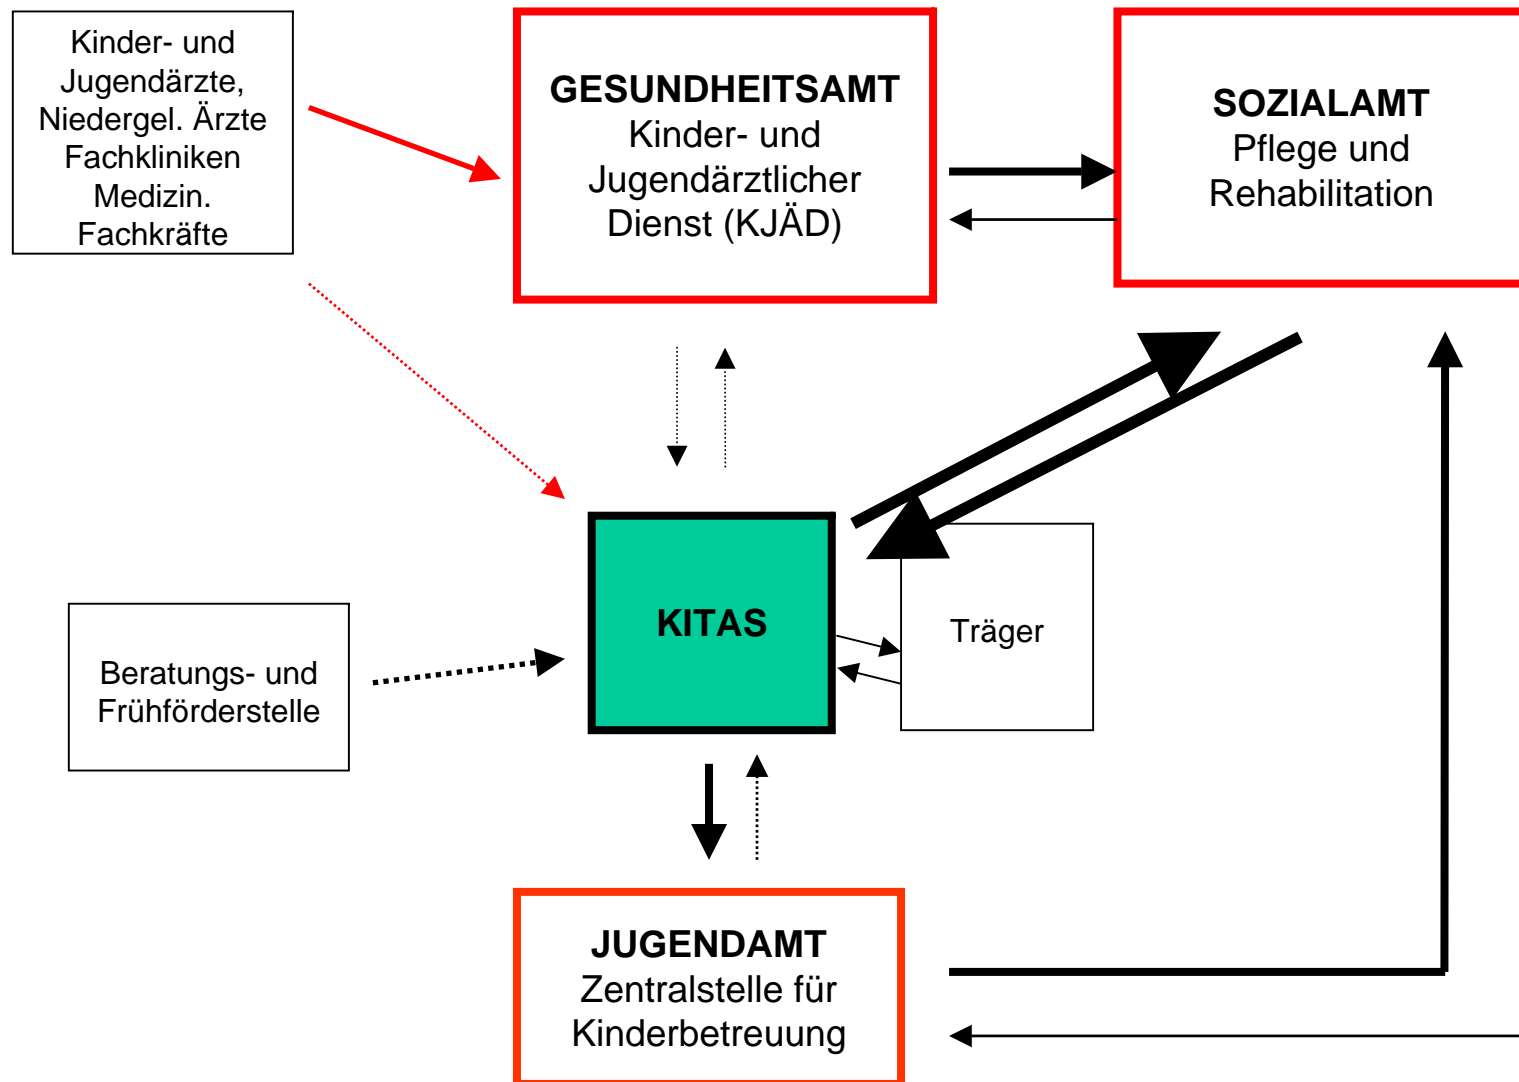 Kinder- und
Jugendärzte,
Niedergel. Ärzte
Fachkliniken
Medizin.
Fachkräfte
GESUNDHEITSAMT
Kinder- und
Jugendärztlicher
Dienst (KJÄD)
SOZIALAMT
Pflege und
Rehabilitation
KITAS
Träger
Beratungs- und
Frühförderstelle
JUGENDAMT
Zentralstelle für
Kinderbetreuung